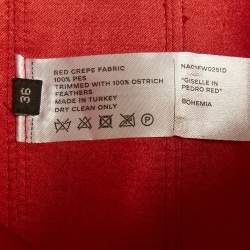 RED CREPE FABRIC
100% PES
TRIMMED WITH 100% OSTRICH
FEATHERS
MADE IN TURKEY
DRY CLEAN ONLY
"GISELLE IN
PEDRO RED"
BOHEMIA
36